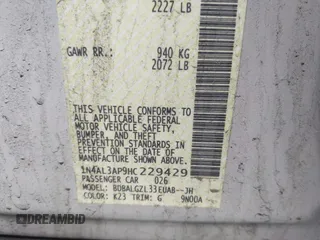 2227 LB
GAWR RR.: 940 KG
2072 LB
THIS VEHICLE CONFORMS TO
ALL APPLICABLE FEDERAL
MOTOR VEHICLE SAFETY,
BUMPER, AND THEFT
PREVENTION STANDARDS IN
EFFECT ON THE DATE OF
MANUFACTURE SHOWN ABOVE.
1N4AL3AP9HC229429
PASSENGER CAR 026
MODEL: BDBALGZL33EUAB--JH
COLOR: K23 TRIM: G 9N00A
BIDAMBID